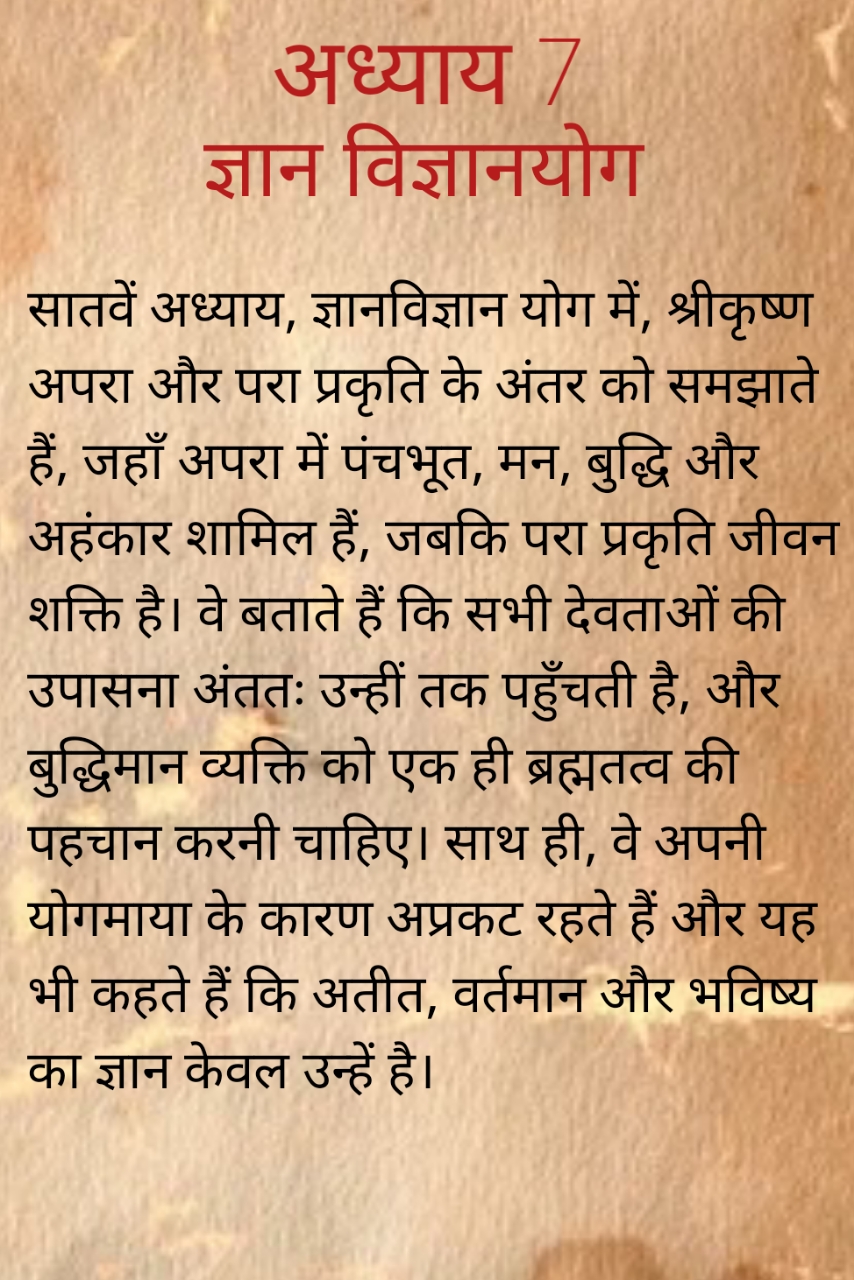 अध्याय 7
ज्ञान विज्ञानयोग
सातवें अध्याय, ज्ञानविज्ञान योग में, श्रीकृष्ण
अपरा और परा प्रकृति के अंतर को समझाते
हैं, जहाँ अपरा में पंचभूत, मन, बुद्धि और
अहंकार शामिल हैं, जबकि परा प्रकृति जीवन
शक्ति है। वे बताते हैं कि सभी देवताओं की
उपासना अंततः उन्हीं तक पहुँचती है, और
बुद्धिमान व्यक्ति को एक ही ब्रह्मतत्व की
पहचान करनी चाहिए। साथ ही, वे अपनी
योगमाया के कारण अप्रकट रहते हैं और यह
भी कहते हैं कि अतीत, वर्तमान और भविष्य
का ज्ञान केवल उन्हें है।